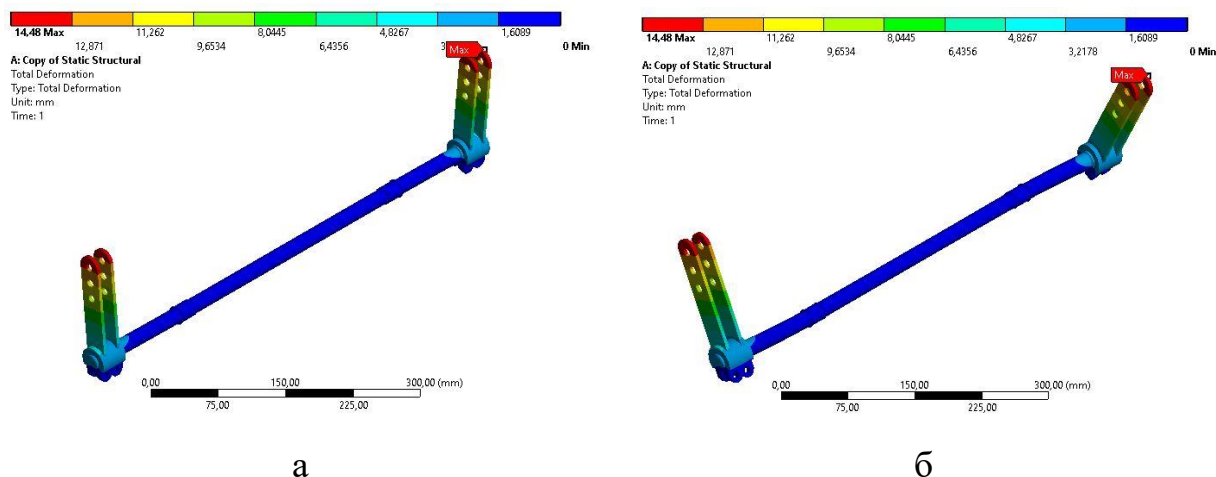 14,48 Max 11,262 8,0445 4,8267 1,6089
12,871 9,6534 6,4356 0 Min
A: Copy of Static Structural
Total Deformation
Type: Total Deformation
Unit: mm
Time: 1
Max
0,00 150,00 300,00 (mm)
75,00 225,00
а
14,48 Max 11,262 8,0445 4,8267 1,6089
12,871 9,6534 6,4356 3,2178 0 Min
A: Copy of Static Structural
Total Deformation
Type: Total Deformation
Unit: mm
Time: 1
Max
0,00 150,00 300,00 (mm)
75,00 225,00
б